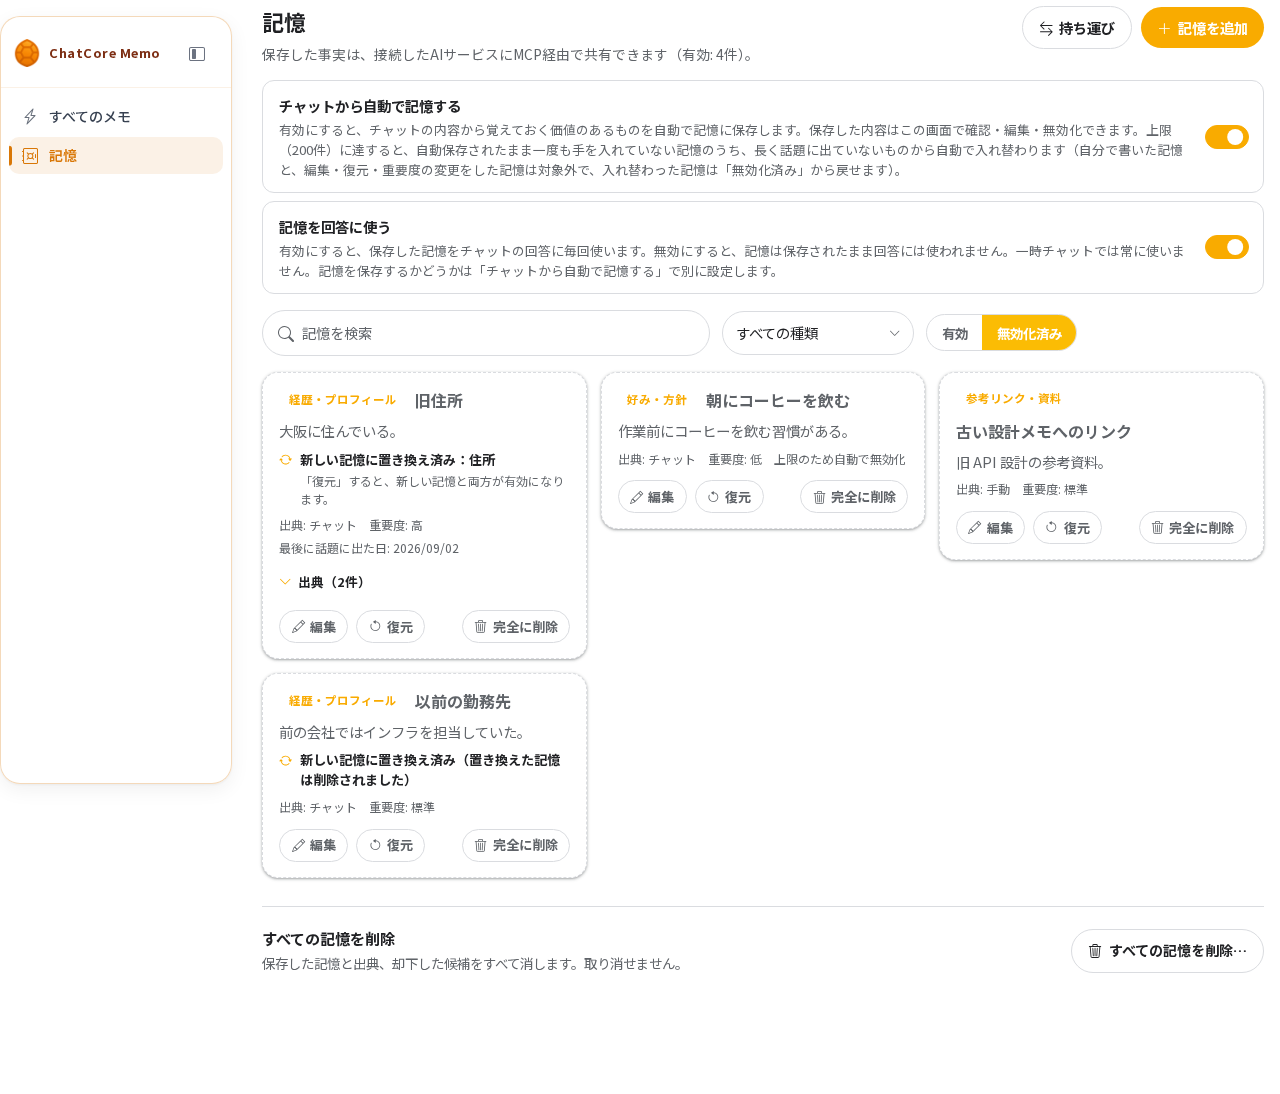 ChatCore Memo
すべてのメモ
記憶
記憶
保存した事実は、接続したAIサービスにMCP経由で共有できます（有効: 4件）。
持ち運び
記憶を追加
チャットから自動で記憶する
有効にすると、チャットの内容から覚えておく価値のあるものを自動で記憶に保存します。保存した内容はこの画面で確認・編集・無効化できます。上限
（200件）に達すると、自動保存されたまま一度も手を入れていない記憶のうち、長く話題に出ていないものから自動で入れ替わります（自分で書いた記憶
と、編集・復元・重要度の変更をした記憶は対象外で、入れ替わった記憶は「無効化済み」から戻せます）。
記憶を回答に使う
有効にすると、保存した記憶をチャットの回答に毎回使います。無効にすると、記憶は保存されたまま回答には使われません。一時チャットでは常に使いま
せん。記憶を保存するかどうかは「チャットから自動で記憶する」で別に設定します。
記憶を検索
すべての種類
有効
無効化済み
経歴・プロフィール 旧住所
大阪に住んでいる。
新しい記憶に置き換え済み：住所
「復元」すると、新しい記憶と両方が有効になり
ます。
出典: チャット 重要度: 高
最後に話題に出た日: 2026/09/02
出典（2件）
編集 復元 完全に削除
好み・方針 朝にコーヒーを飲む
作業前にコーヒーを飲む習慣がある。
出典: チャット 重要度: 低 上限のため自動で無効化
編集 復元 完全に削除
参考リンク・資料
古い設計メモへのリンク
旧 API 設計の参考資料。
出典: 手動 重要度: 標準
編集 復元 完全に削除
経歴・プロフィール 以前の勤務先
前の会社ではインフラを担当していた。
新しい記憶に置き換え済み（置き換えた記憶
は削除されました）
出典: チャット 重要度: 標準
編集 復元 完全に削除
すべての記憶を削除
保存した記憶と出典、却下した候補をすべて消します。取り消せません。
すべての記憶を削除…